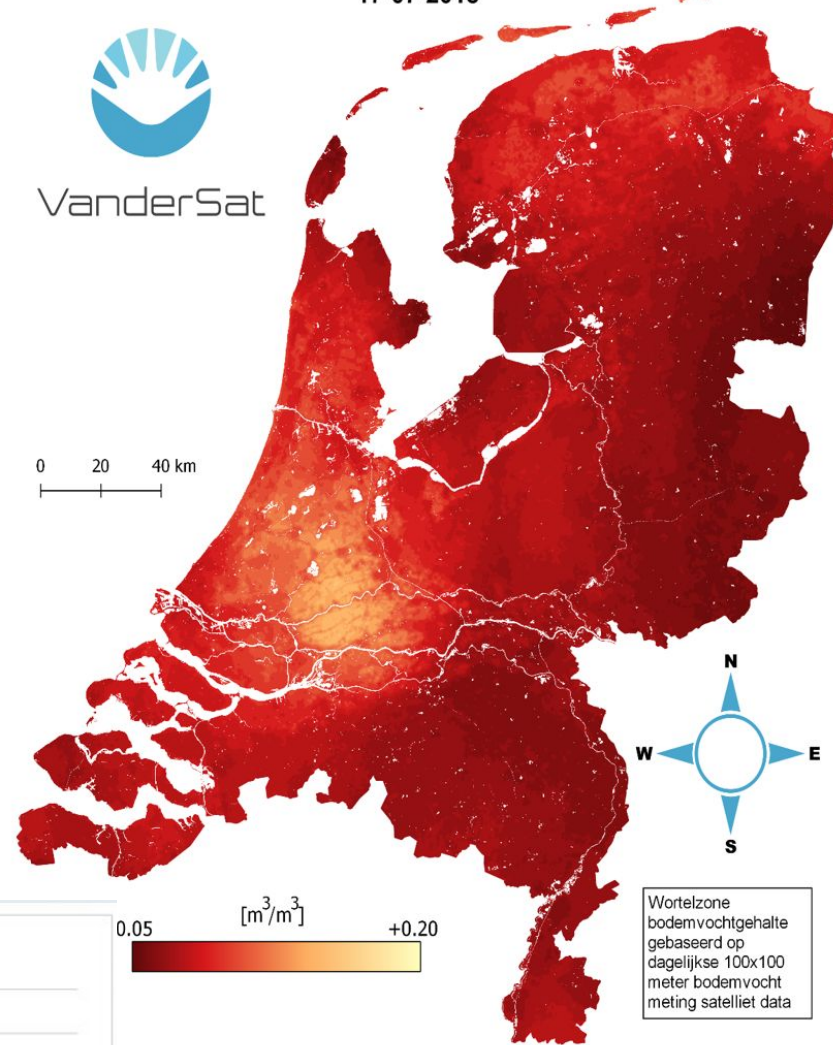 VanderSat
0 20 40 km
N
W E
S
[m³/m³]
0.05 +0.20
Wortelzone
bodemvochtgehalte
gebaseerd op
dagelijkse 100x100
meter bodemvocht
meting satelliet data